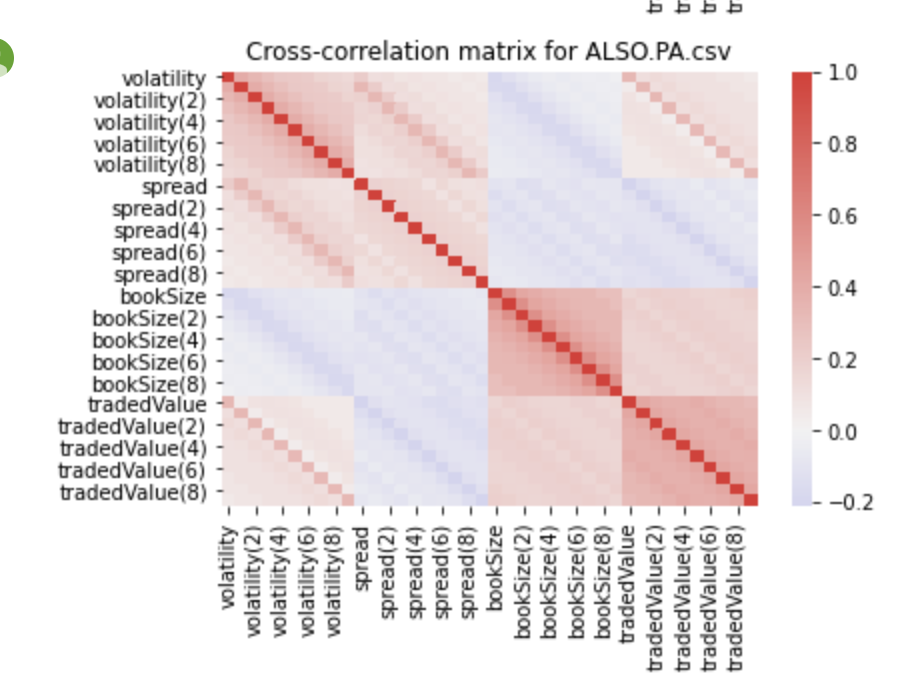 Cross-correlation matrix for ALSO.PA.csv
volatility
volatility(2)
volatility(4)
volatility(6)
volatility(8)
spread
spread(2)
spread(4)
spread(6)
spread(8)
bookSize
bookSize(2)
bookSize(4)
bookSize(6)
bookSize(8)
tradedValue
tradedValue(2)
tradedValue(4)
tradedValue(6)
tradedValue(8)
1.0
0.8
0.6
0.4
0.2
0.0
−0.2
volatility
volatility(2)
volatility(4)
volatility(6)
volatility(8)
spread
spread(2)
spread(4)
spread(6)
spread(8)
bookSize
bookSize(2)
bookSize(4)
bookSize(6)
bookSize(8)
tradedValue
tradedValue(2)
tradedValue(4)
tradedValue(6)
tradedValue(8)